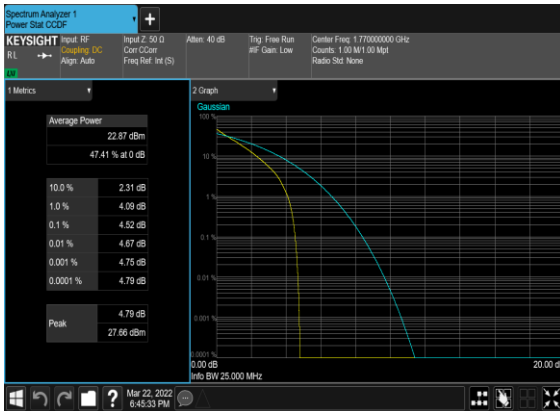 Spectrum Analyzer 1
Power Stat CCDF
KEYSIGHT
RL
LXI
Input: RF
Coupling: DC
Align: Auto
Input Z: 50 Ω
Corr CCorr
Freq Ref: Int (S)
Atten: 40 dB
Trig: Free Run
#IF Gain: Low
Center Freq: 1.770000000 GHz
Counts: 1.00 M/1.00 Mpt
Radio Std: None
1 Metrics
Average Power
22.87 dBm
47.41 % at 0 dB
10.0 % 2.31 dB
1.0 % 4.09 dB
0.1 % 4.52 dB
0.01 % 4.67 dB
0.001 % 4.75 dB
0.0001 % 4.79 dB
Peak 4.79 dB
27.66 dBm
2 Graph
Gaussian
100 %
10 %
1 %
0.1 %
0.01 %
0.001 %
0.0001 %
0.00 dB
20.00 d
Info BW 25.000 MHz
?
Mar 22, 2022
6:45:33 PM